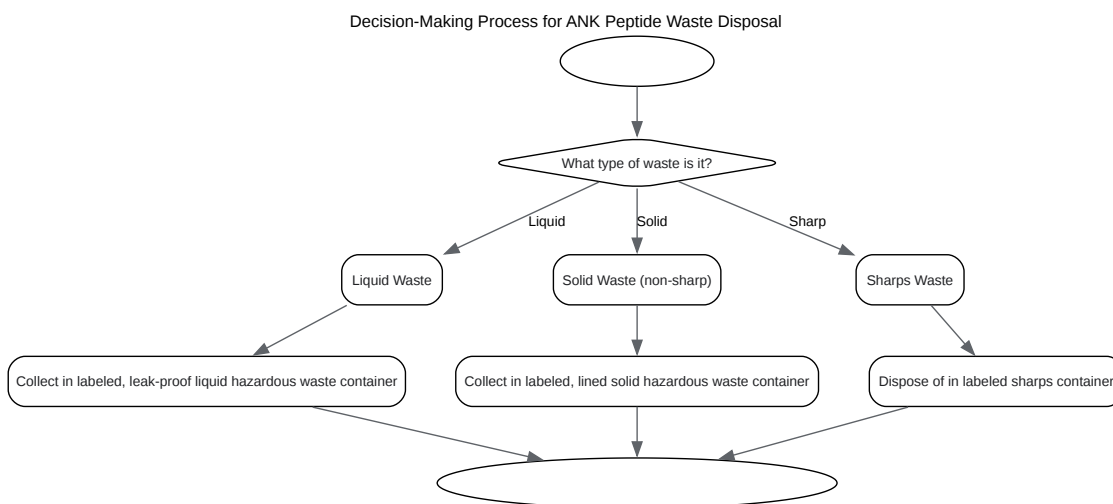 Decision-Making Process for ANK Peptide Waste Disposal
What type of waste is it?
Liquid
Solid
Sharp
Liquid Waste
Solid Waste (non-sharp)
Sharps Waste
Collect in labeled, leak-proof liquid hazardous waste container
Collect in labeled, lined solid hazardous waste container
Dispose of in labeled sharps container